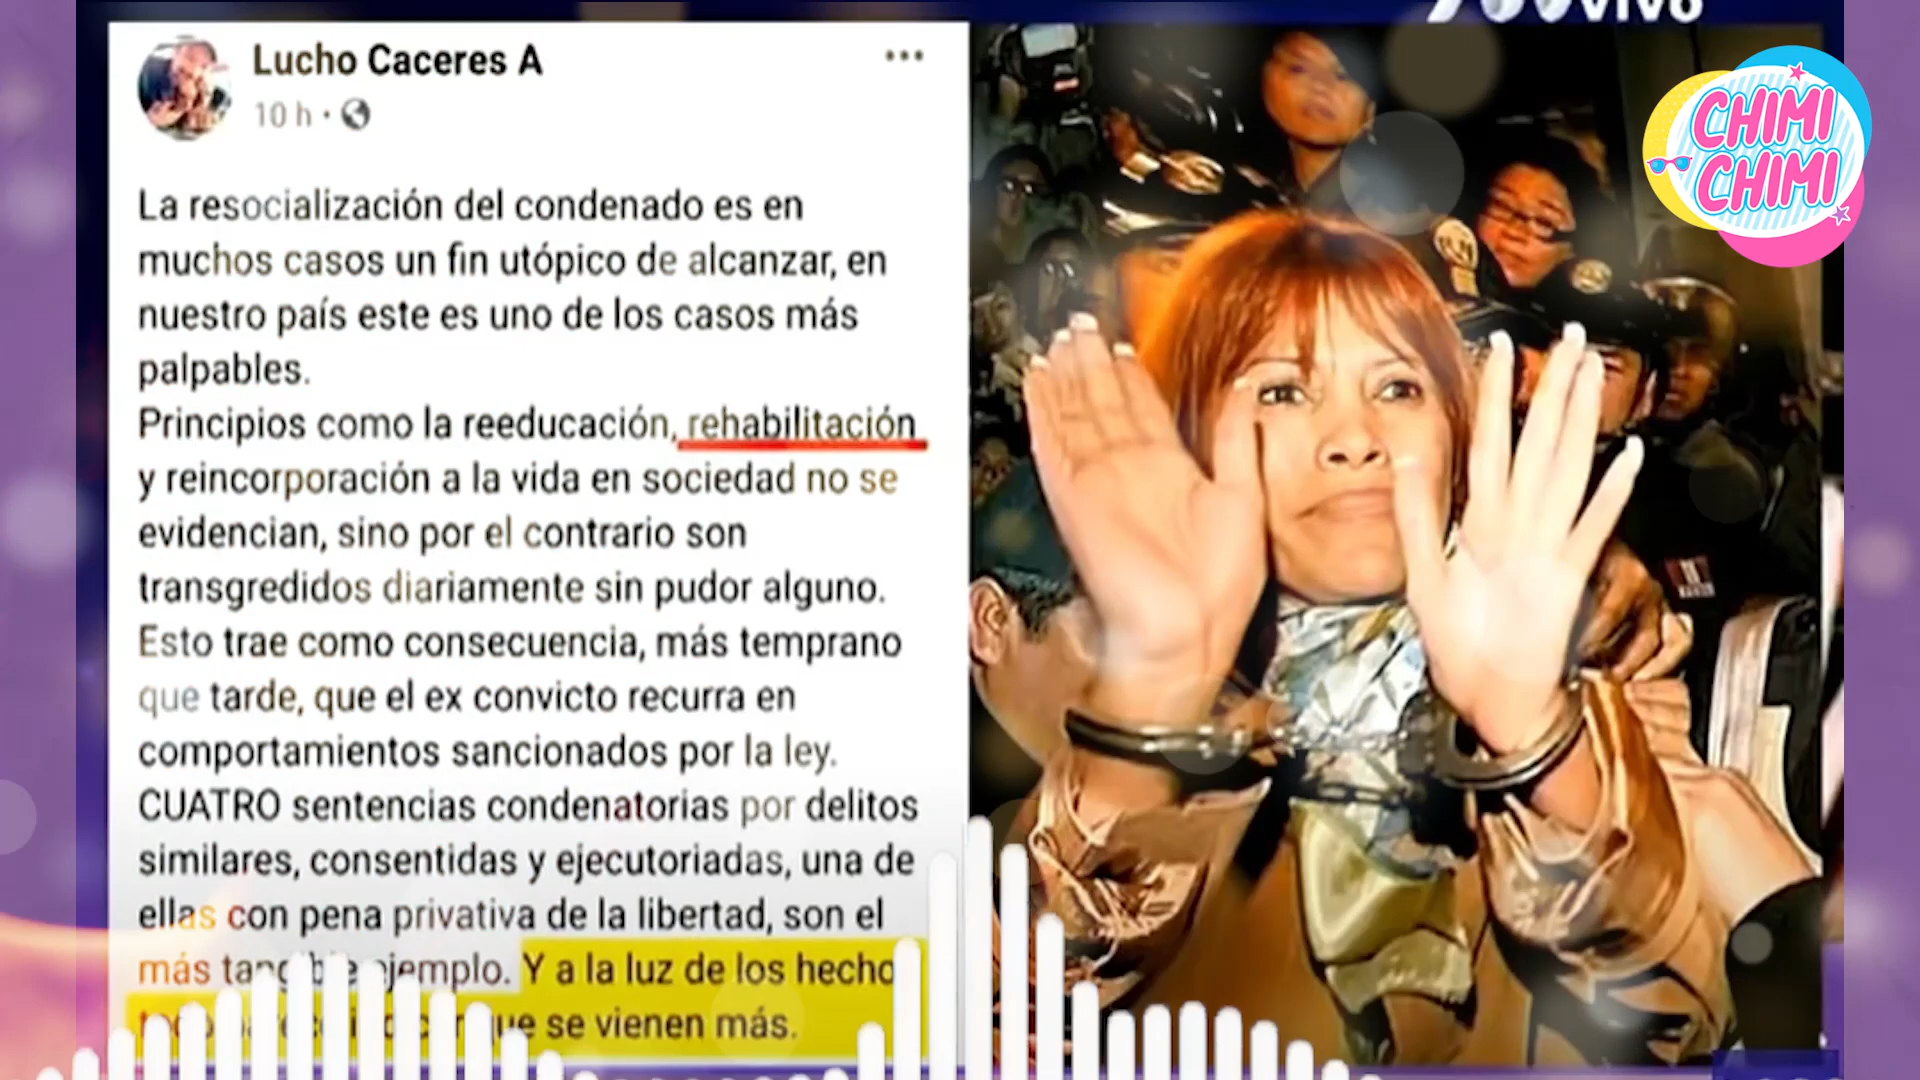 Lucho Caceres A
10 h
La resocialización del condenado es en
muchos casos un fin utópico de alcanzar, en
nuestro país este es uno de los casos más
palpables.
Principios como la reeducación, rehabilitación
y reincorporación a la vida en sociedad no se
evidencian, sino por el contrario son
transgredidos diariamente sin pudor alguno.
Esto trae como consecuencia, más temprano
que tarde, que el ex convicto recurra en
comportamientos sancionados por la ley.
CUATRO sentencias condenatorias por delitos
similares, consentidas y ejecutoriadas, una de
ellas con pena privativa de la libertad, son el
más tangible ejemplo. Y a la luz de los hecho
que se vienen más.
CHIMI
CHIMI